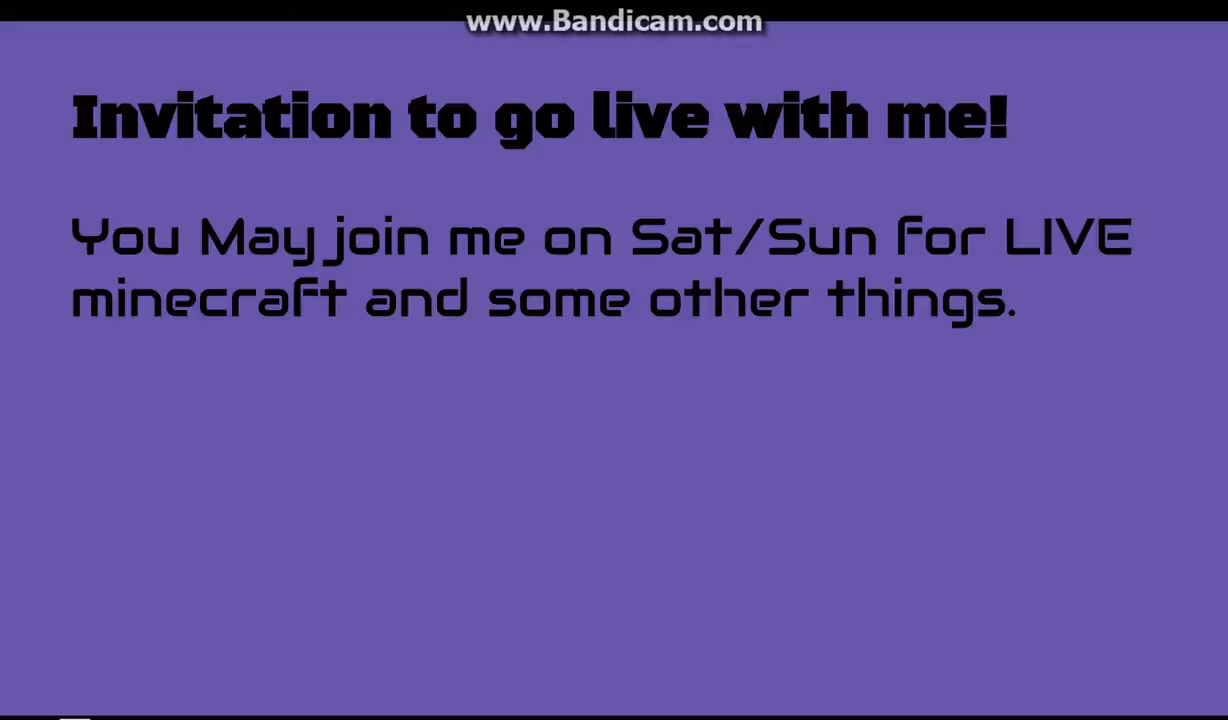 www.Bandicam.com
Invitation to go live with me!
You May join me on Sat/Sun for LIVE
minecraft and some other things.